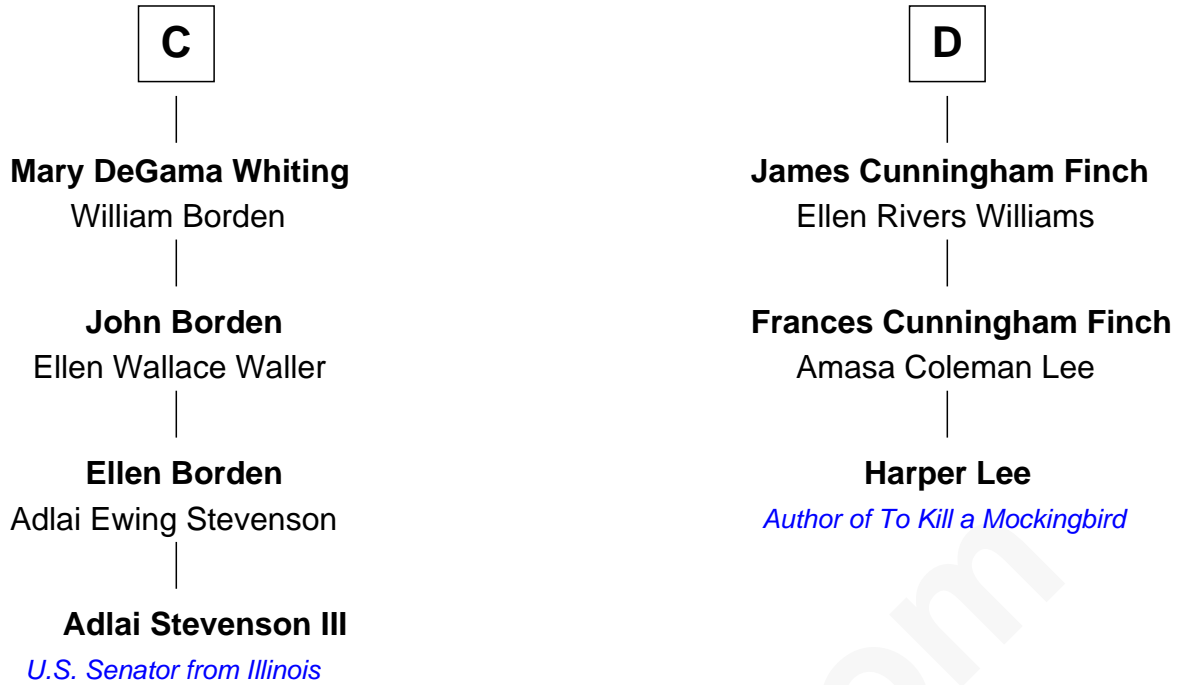 C
Mary DeGama Whiting
William Borden
John Borden
Ellen Wallace Waller
Ellen Borden
Adlai Ewing Stevenson
Adlai Stevenson III
U.S. Senator from Illinois
D
James Cunningham Finch
Ellen Rivers Williams
Frances Cunningham Finch
Amasa Coleman Lee
Harper Lee
Author of To Kill a Mockingbird
om